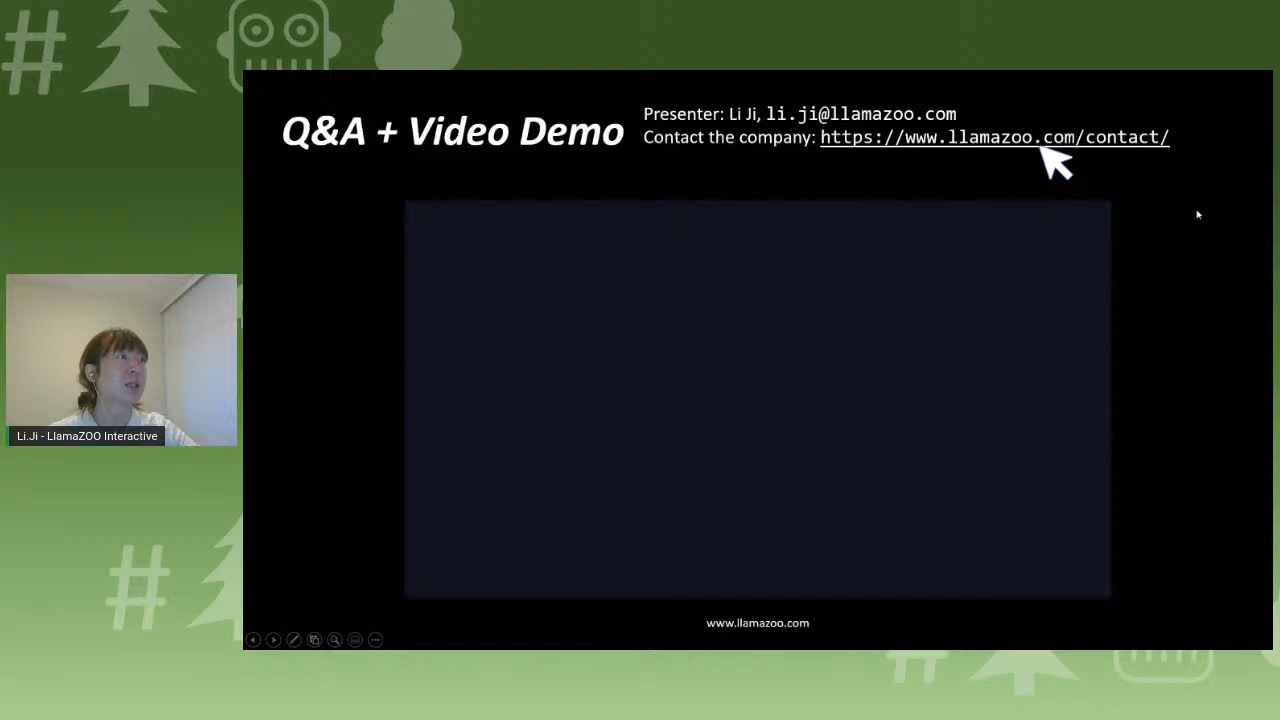 Q&A + Video Demo
Presenter: Li Ji, li.ji@llamazoo.com
Contact the company: https://www.llamazoo.com/contact/
Li.Ji - LlamaZOO Interactive
www.llamazoo.com